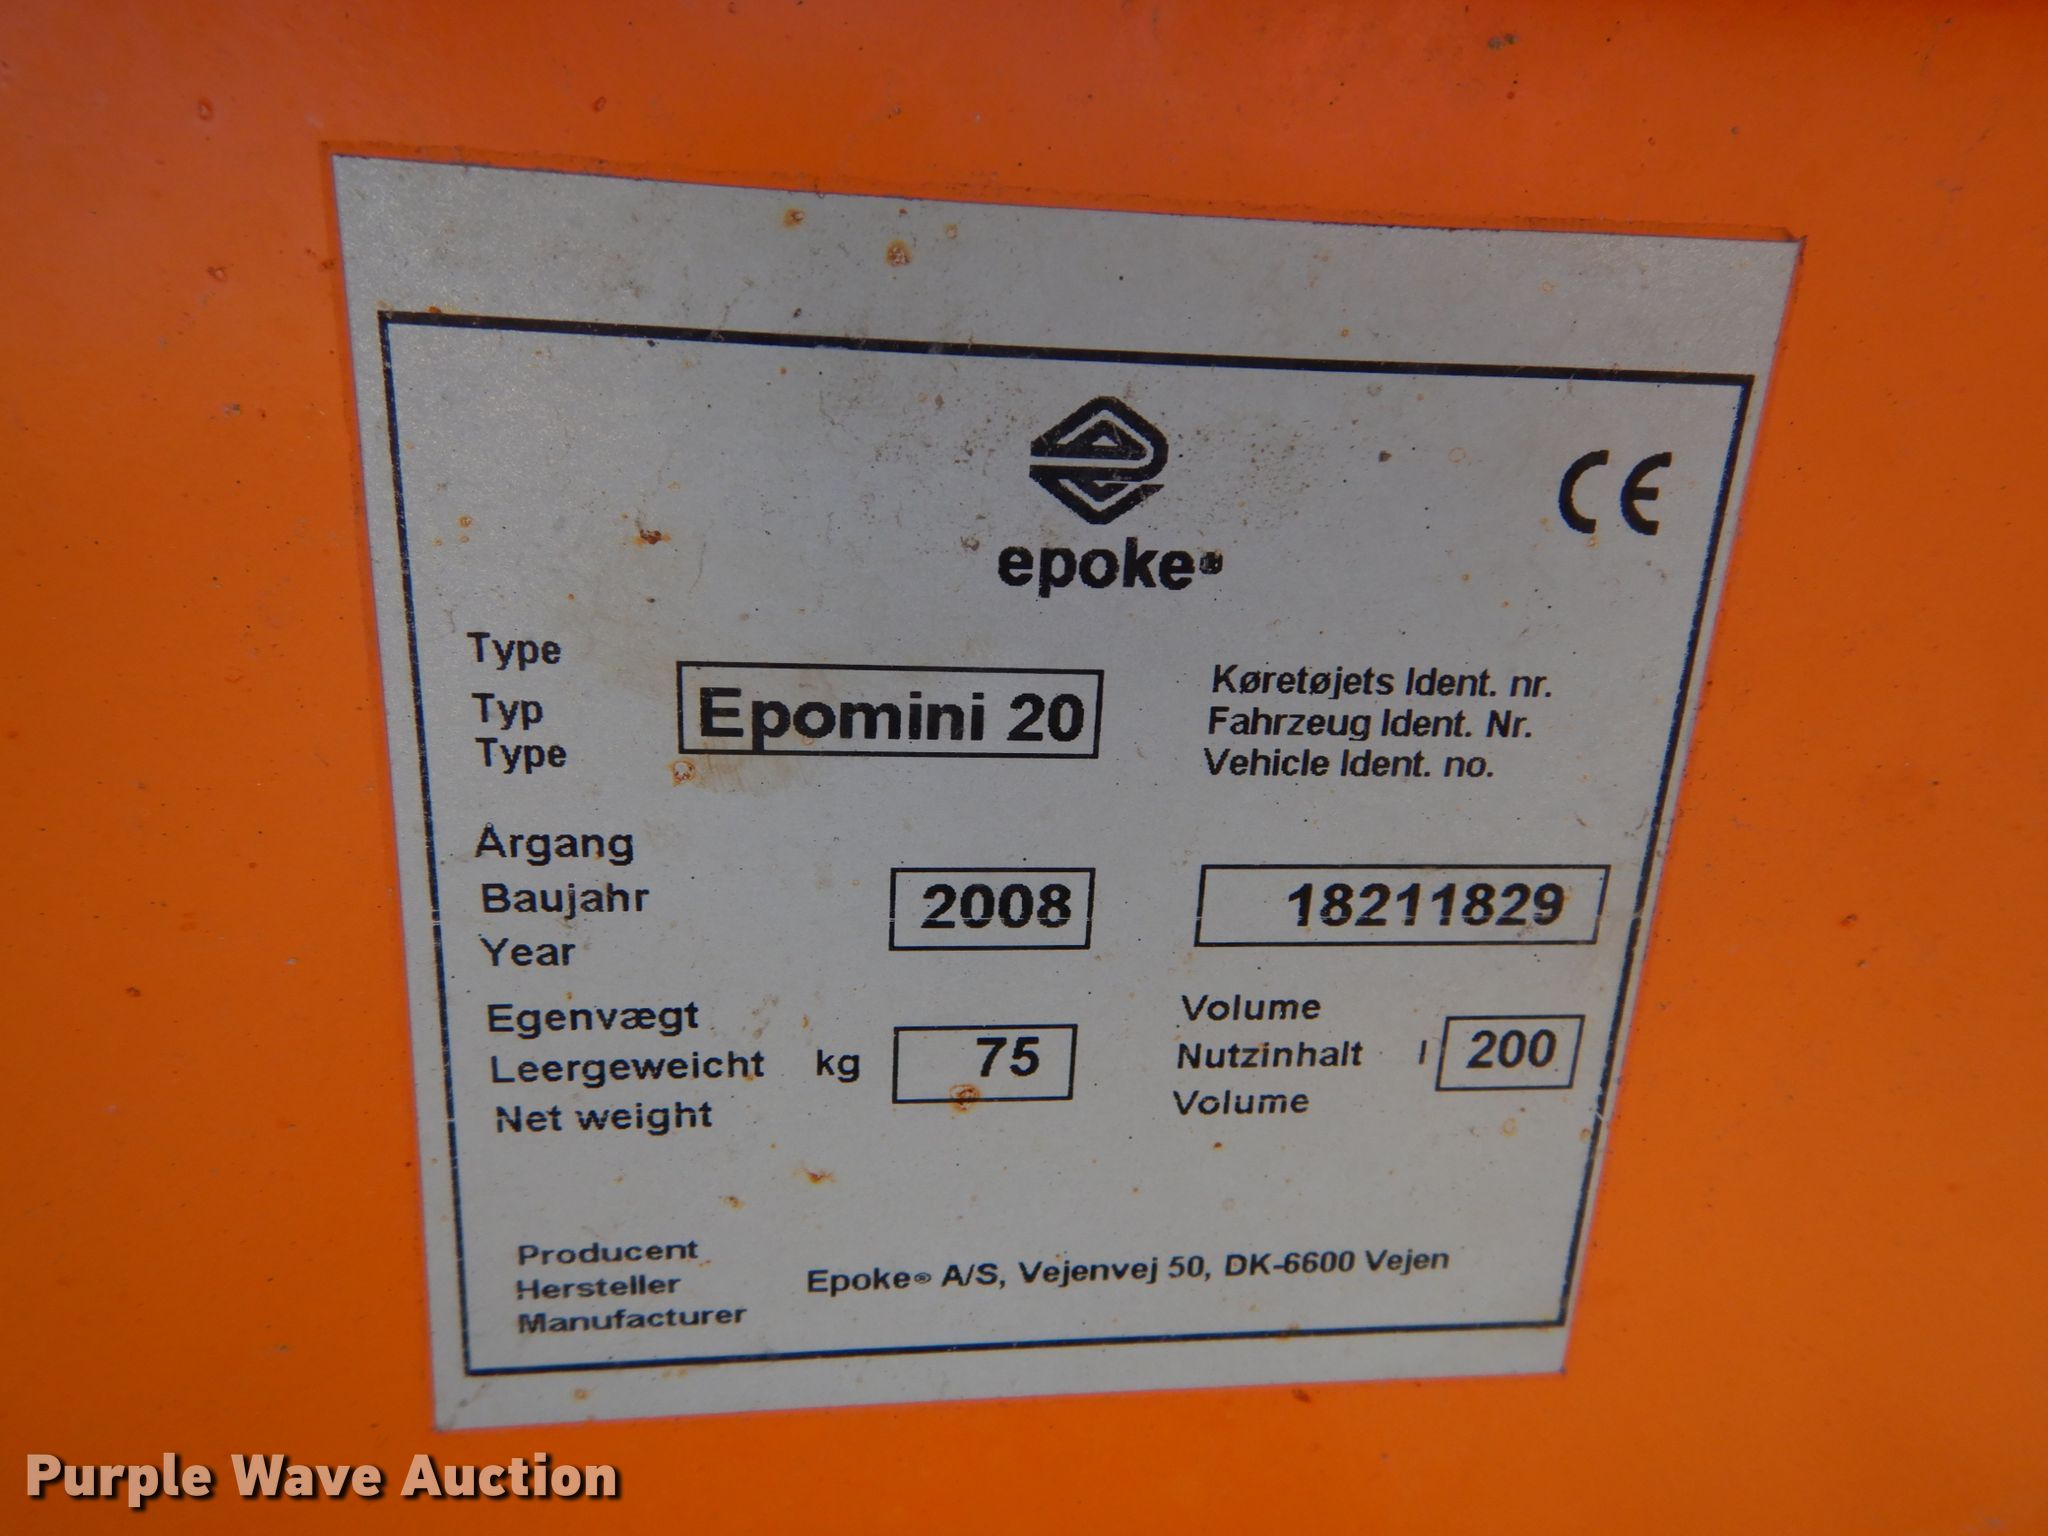 epoke®
CE
Type
Typ
Type
Epomini 20
Køretøjets Ident. nr.
Fahrzeug Ident. Nr.
Vehicle Ident. no.
Årgang
Baujahr
Year
2008
18211829
Egenvægt
Leergeweicht kg 75
Net weight
Volume
Nutzinhalt l 200
Volume
Producent
Hersteller
Manufacturer
Epoke® A/S, Vejenvej 50, DK-6600 Vejen
Purple Wave Auction